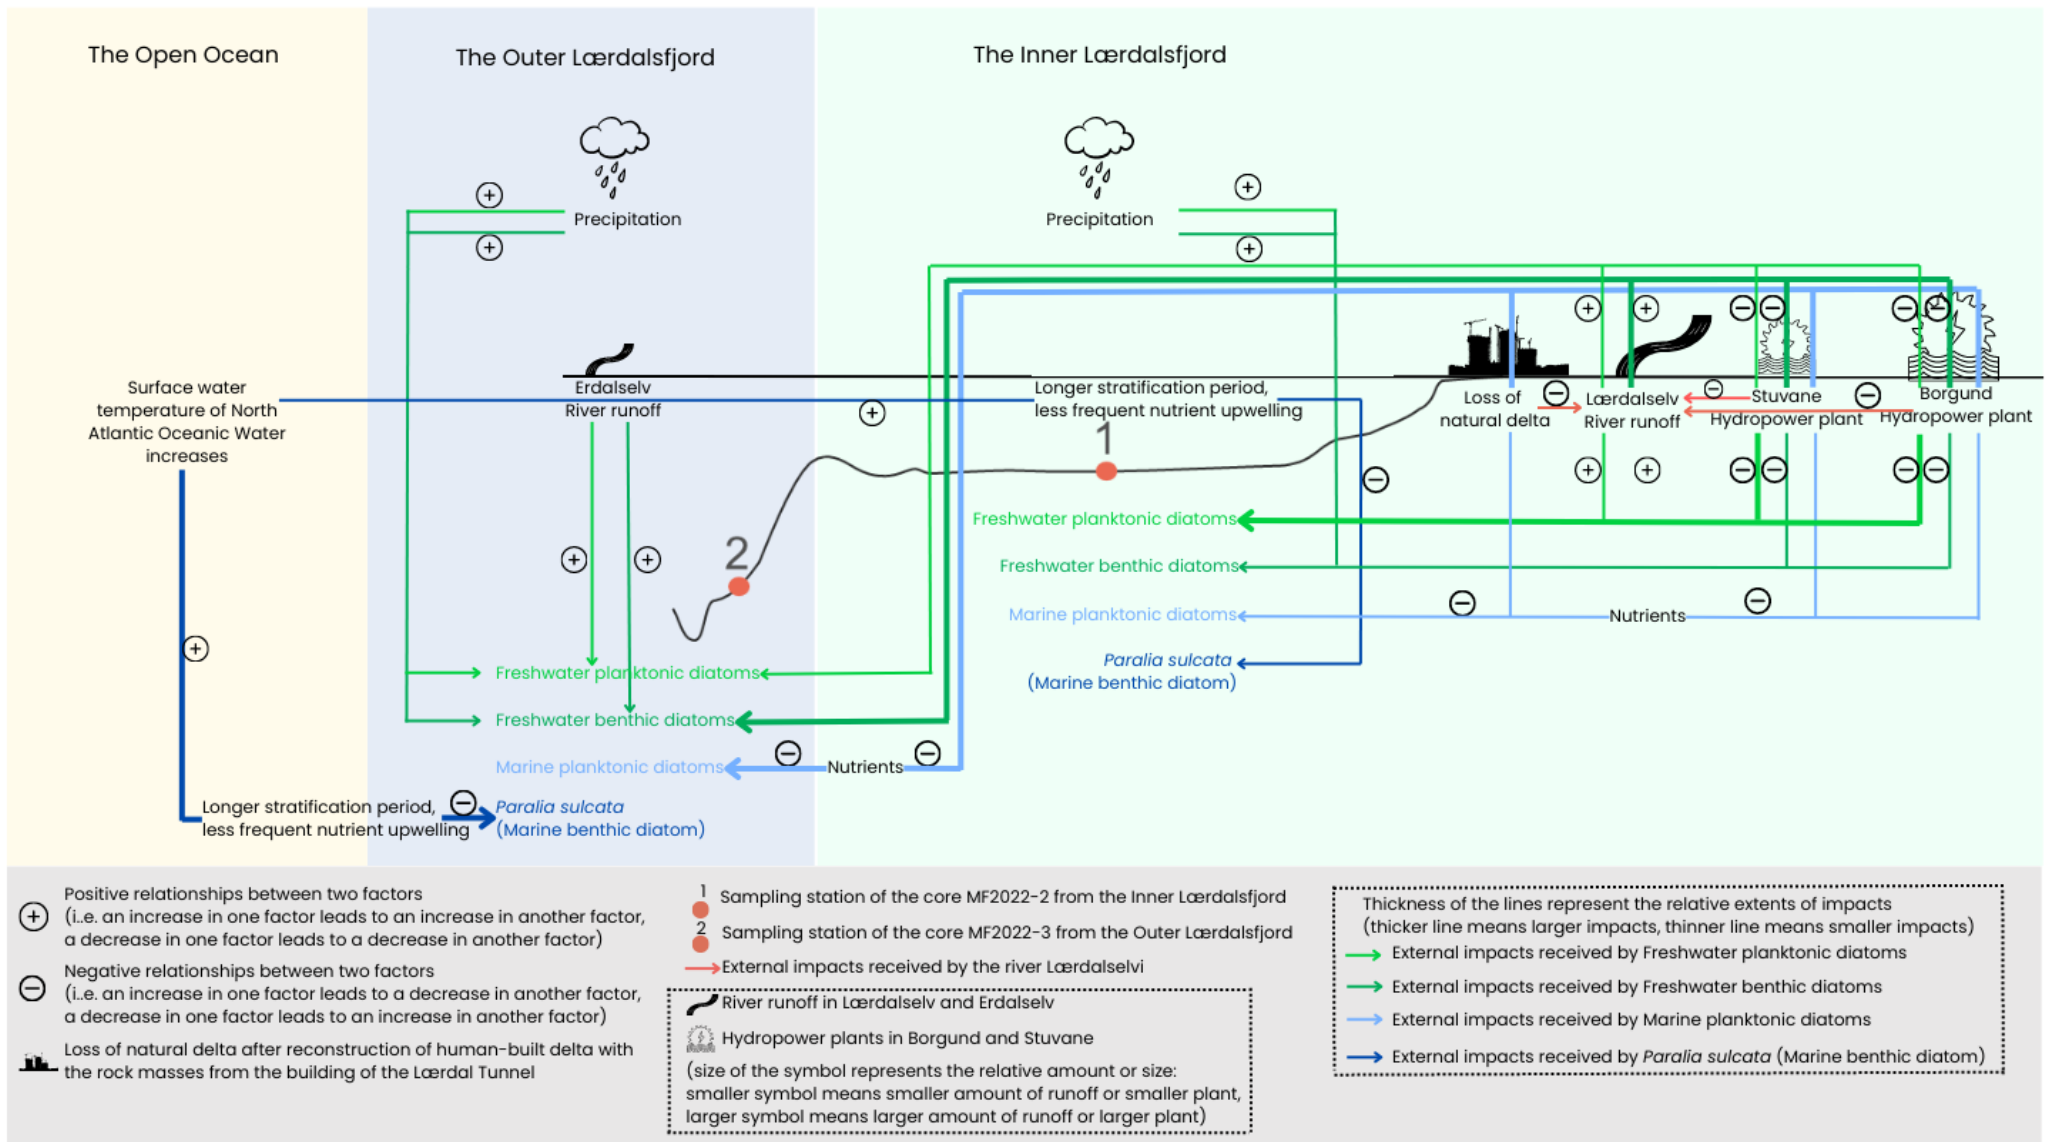 The Open Ocean
The Outer Lærdalsfjord
The Inner Lærdalsfjord
Precipitation
Precipitation
Surface water
temperature of North
Atlantic Oceanic Water
increases
Erdalselv
River runoff
Longer stratification period,
less frequent nutrient upwelling
Loss of
natural delta
Lærdalselv
River runoff
Stuvane
Hydropower plant
Borgund
Hydropower plant
1
2
Freshwater planktonic diatoms
Freshwater benthic diatoms
Marine planktonic diatoms
Nutrients
Paralia sulcata
(Marine benthic diatom)
Freshwater planktonic diatoms
Freshwater benthic diatoms
Marine planktonic diatoms
Nutrients
Longer stratification period,
less frequent nutrient upwelling
Paralia sulcata
(Marine benthic diatom)
Positive relationships between two factors
(i..e. an increase in one factor leads to an increase in another factor,
a decrease in one factor leads to a decrease in another factor)
Negative relationships between two factors
(i..e. an increase in one factor leads to a decrease in another factor,
a decrease in one factor leads to an increase in another factor)
Loss of natural delta after reconstruction of human-built delta with
the rock masses from the building of the Lærdal Tunnel
1
Sampling station of the core MF2022-2 from the Inner Lærdalsfjord
2
Sampling station of the core MF2022-3 from the Outer Lærdalsfjord
External impacts received by the river Lærdalselvi
River runoff in Lærdalselv and Erdalselv
Hydropower plants in Borgund and Stuvane
(size of the symbol represents the relative amount or size:
smaller symbol means smaller amount of runoff or smaller plant,
larger symbol means larger amount of runoff or larger plant)
Thickness of the lines represent the relative extents of impacts
(thicker line means larger impacts, thinner line means smaller impacts)
External impacts received by Freshwater planktonic diatoms
External impacts received by Freshwater benthic diatoms
External impacts received by Marine planktonic diatoms
External impacts received by Paralia sulcata (Marine benthic diatom)